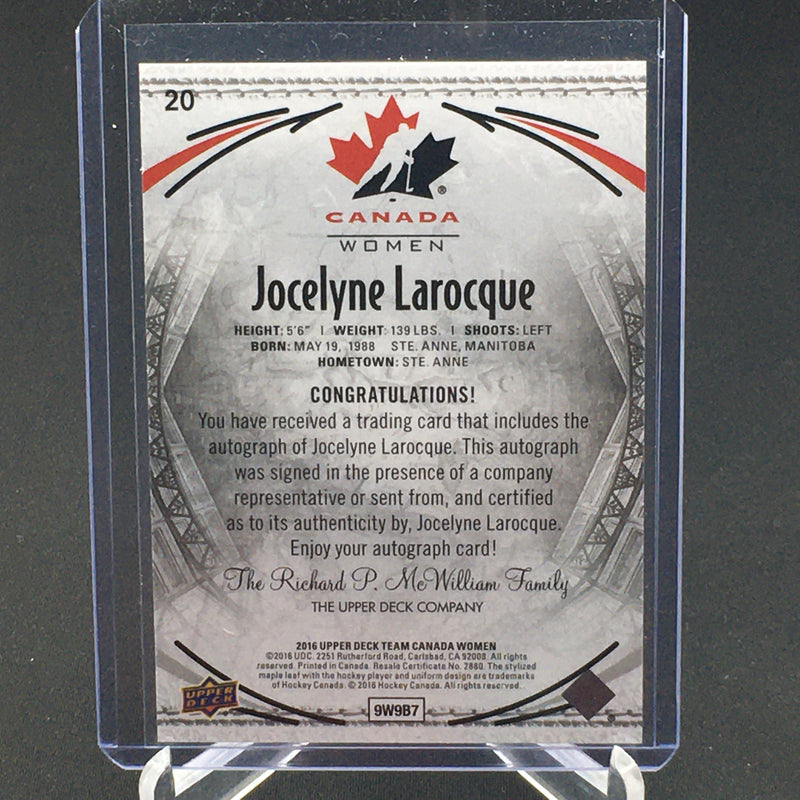 20
®
CANADA
WOMEN
Jocelyne Larocque
HEIGHT: 5'6" | WEIGHT: 139 LBS. | SHOOTS: LEFT
BORN: MAY 19, 1988 STE. ANNE, MANITOBA
HOMETOWN: STE. ANNE
CONGRATULATIONS!
You have received a trading card that includes the
autograph of Jocelyne Larocque. This autograph
was signed in the presence of a company
representative or sent from, and certified
as to its authenticity by, Jocelyne Larocque.
Enjoy your autograph card!
The Richard P. McWilliam Family
THE UPPER DECK COMPANY
2016 UPPER DECK TEAM CANADA WOMEN
©2016 UDC. 2251 Rutherford Road, Carlsbad, CA 92008. All rights
reserved. Printed in Canada. Resale Certificate No. 2880. The stylized
maple leaf with the hockey player and uniform design are trademarks
of Hockey Canada. © 2016 Hockey Canada. All rights reserved.
UPPER
DECK
9W9B7